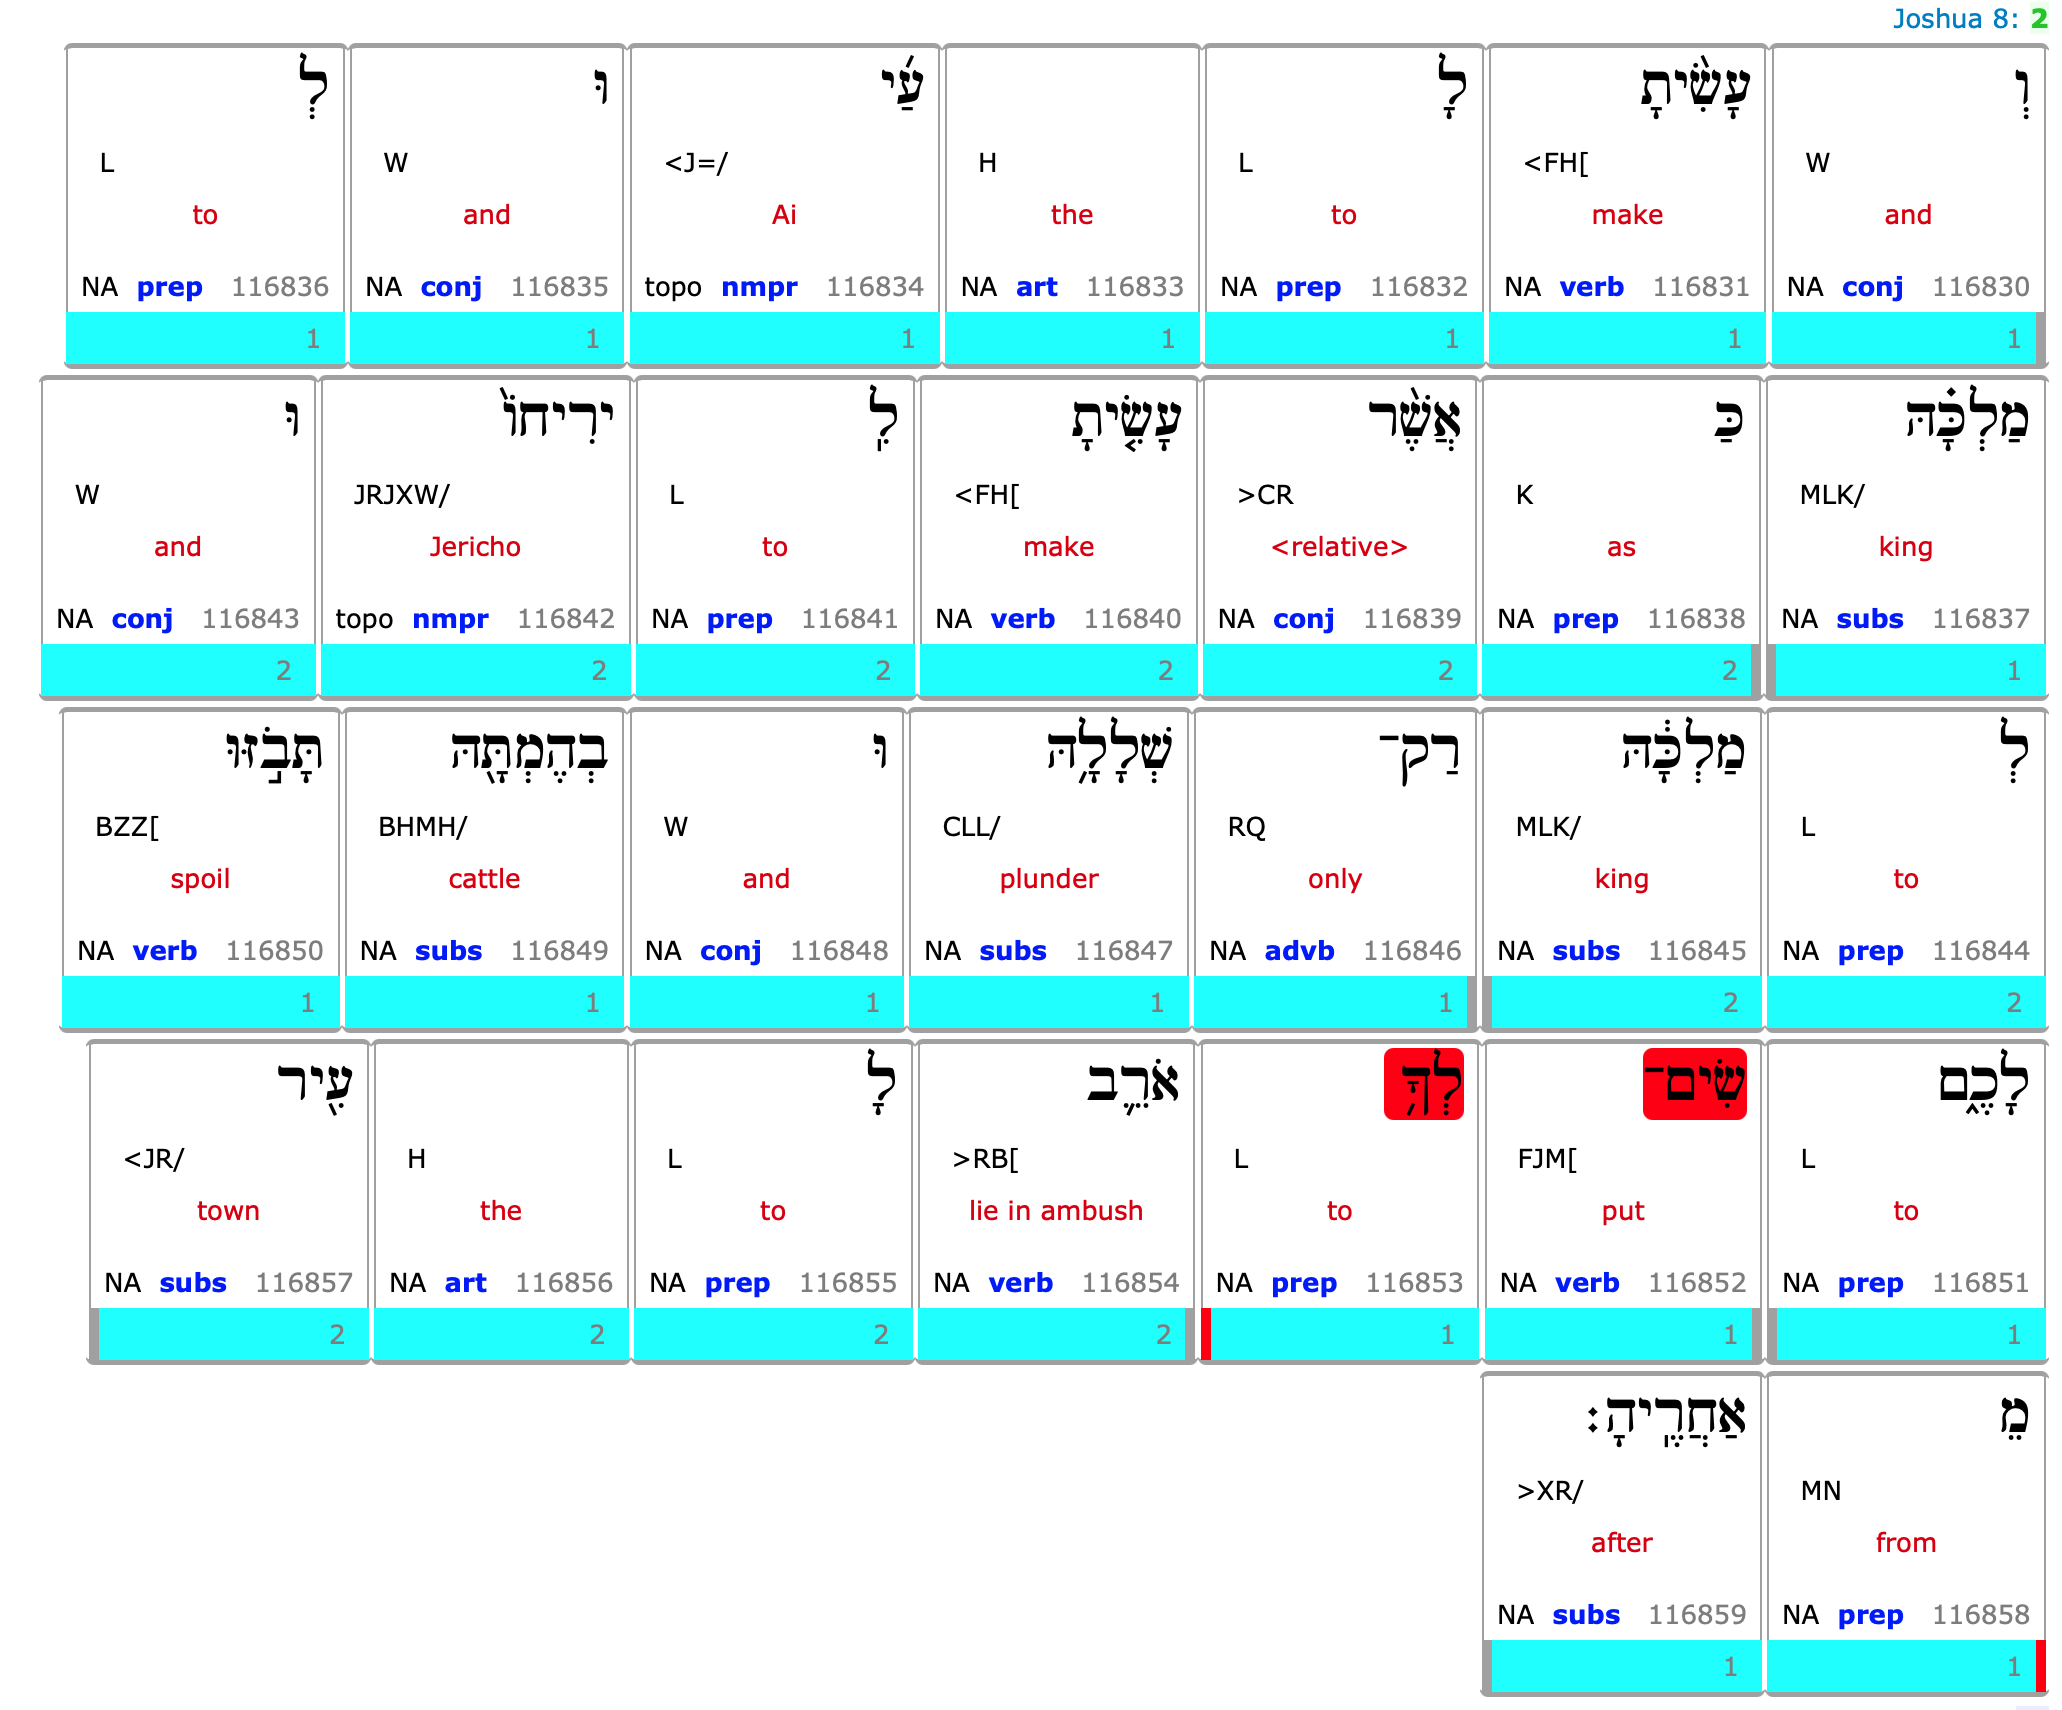 Joshua 8: 2
וְ עָשִׂ֨יתָ לָ עַ֜י וּ לְ
W <FH[ L H <J=/ W L
and make to the Ai and to
NA conj 116830 NA verb 116831 NA prep 116832 NA art 116833 topo nmpr 116834 NA conj 116835 NA prep 116836
1 1 1 1 1 1 1
מַלְכָּ֗הּ כַּ אֲשֶׁ֨ר עָשִׂ֤יתָ לִֽ ירִיחוֹ֙ וּ
MLK/ K >CR <FH[ L JRJXW/ W
king as <relative> make to Jericho and
NA subs 116837 NA prep 116838 NA conj 116839 NA verb 116840 NA prep 116841 topo nmpr 116842 NA conj 116843
1 2 2 2 2 2 2
לְ מַלְכָּ֔הּ רַק־ שְׁלָלָ֥הּ וּ בְהֶמְתָּ֖הּ תָּבֹ֣זּוּ
L MLK/ RQ CLL/ W BHMH/ BZZ[
to king only plunder and cattle spoil
NA prep 116844 NA subs 116845 NA advb 116846 NA subs 116847 NA conj 116848 NA subs 116849 NA verb 116850
2 2 1 1 1 1 1
לָכֶ֑ם שִׂים־ לְךָ֥ אֹרֵ֥ב לָ עִ֖יר
L FJM[ L >RB[ L H <JR/
to put to lie in ambush to the town
NA prep 116851 NA verb 116852 NA prep 116853 NA verb 116854 NA prep 116855 NA art 116856 NA subs 116857
1 1 1 2 2 2 2
מֵ אַחֲרֶֽיהָ׃
MN >XR/
from after
NA prep 116858 NA subs 116859
1 1